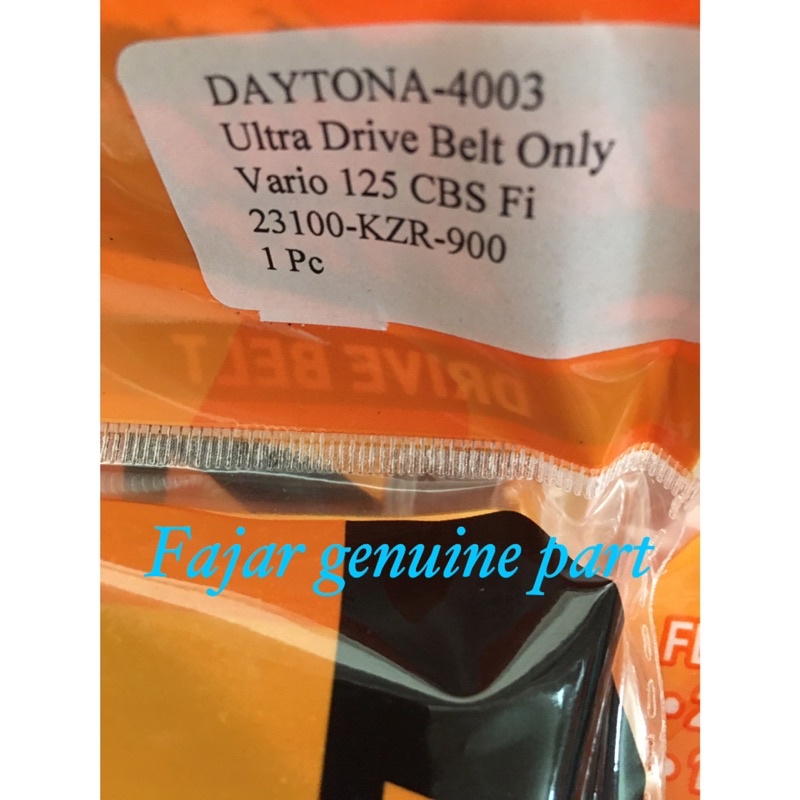 DAYTONA-4003
Ultra Drive Belt Only
Vario 125 CBS Fi
23100-KZR-900
1 Pc
DRIVE BELT
Fajar genuine part